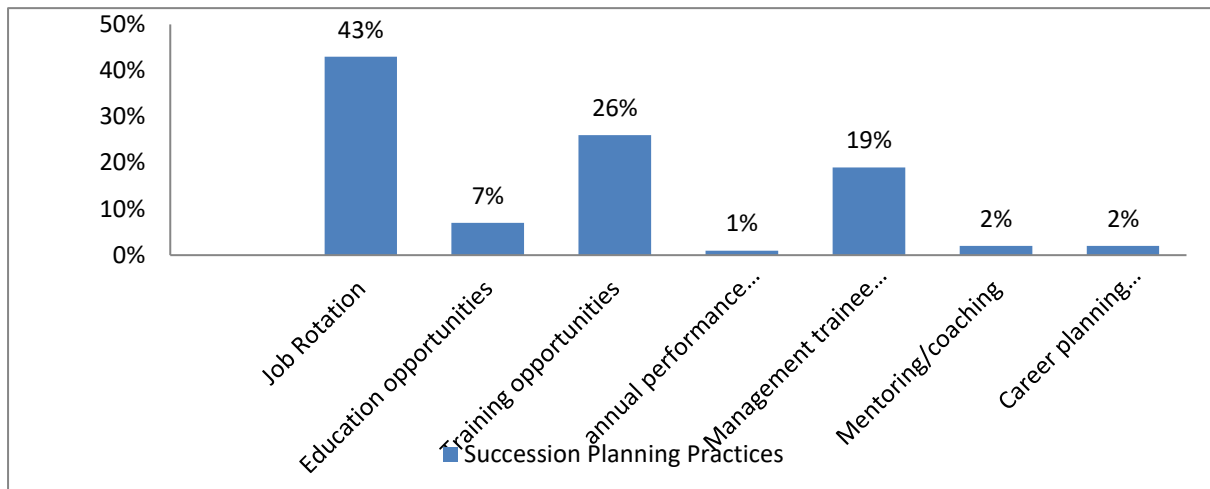 50%
40%
30%
20%
10%
0%
43%
7%
26%
1%
19%
2%
2%
Job Rotation
Education opportunities
Training opportunities
annual performance...
Management trainee...
Mentoring/coaching
Career planning...
Succession Planning Practices